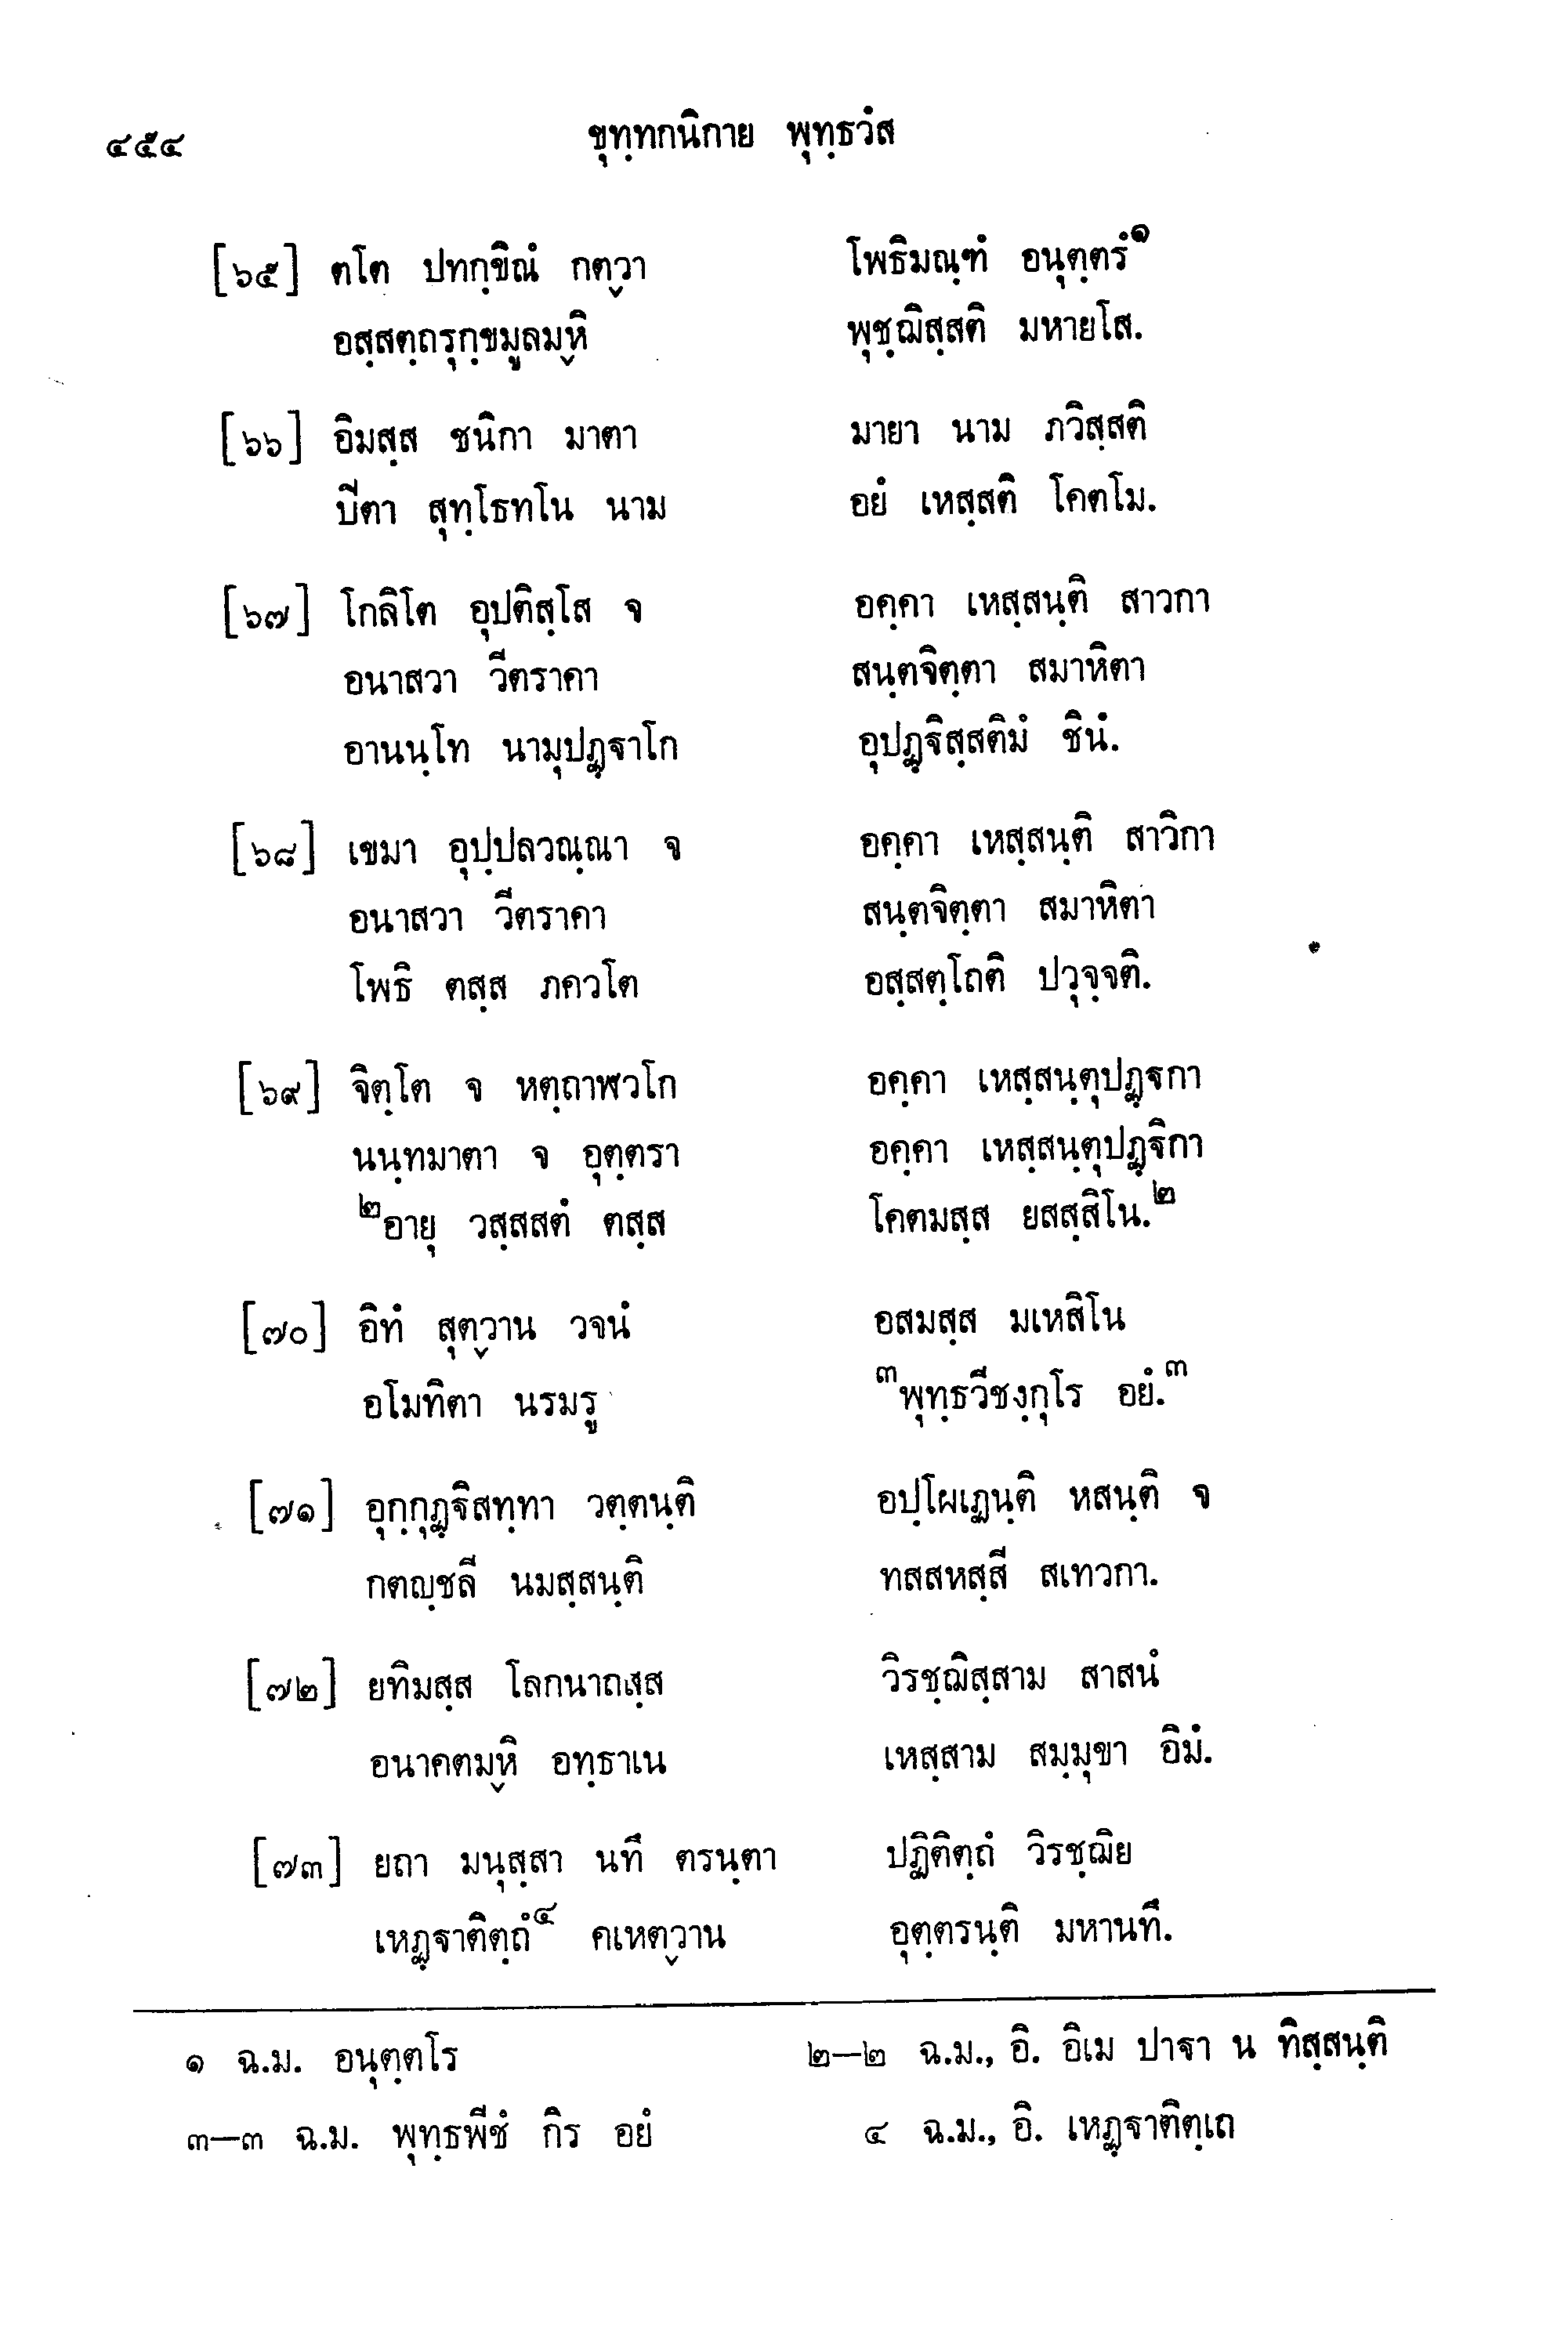 ๔๕๔ ขุทฺทกนิกาย พุทฺธวํส
[๖๕] ตโต ปทกฺขิณํ กตฺวา โพธิมณฺฑํ อนุตฺตรํ๑
อสฺสตฺถรุกฺขมูลมฺหิ พุชฺฌิสฺสติ มหายโส.
[๖๖] อิมสฺส ชนิกา มาตา มายา นาม ภวิสฺสติ
ปีตา สุทฺโธทโน นาม อยํ เหสฺสติ โคตโม.
[๖๗] โกลิโต อุปติสฺโส จ อคฺคา เหสฺสนฺติ สาวกา
อนาสวา วีตราคา สนฺตจิตฺตา สมาหิตา
อานนฺโท นามุปฏฺฐาโก อุปฏฺฐิสฺสติมํ ชินํ.
[๖๘] เขมา อุปฺปลวณฺณา จ อคฺคา เหสฺสนฺติ สาวิกา
อนาสวา วีตราคา สนฺตจิตฺตา สมาหิตา
โพธิ ตสฺส ภควโต อสฺสตฺโถติ ปวุจฺจติ.
[๖๙] จิตฺโต จ หตฺถาฬวโก อคฺคา เหสฺสนฺตุปฏฺฐกา
นนฺทมาตา จ อุตฺตรา อคฺคา เหสฺสนฺตุปฏฺฐิกา
๒อายุ วสฺสสตํ ตสฺส โคตมสฺส ยสสฺสิโน.๒
[๗๐] อิทํ สุตฺวาน วจนํ อสมสฺส มเหสิโน
อโมทิตา นรมรู ๓พุทฺธวีชงฺกุโร อยํ.๓
[๗๑] อุกฺกุฏฺฐิสทฺทา วตฺตนฺติ อปฺโผเฏนฺติ หสนฺติ จ
กตญฺชลี นมสฺสนฺติ ทสสหสฺสี สเทวกา.
[๗๒] ยทิมสฺส โลกนาถสฺส วิรชฺฌิสฺสาม สาสนํ
อนาคตมฺหิ อทฺธาเน เหสฺสาม สมฺมุขา อิมํ.
[๗๓] ยถา มนุสฺสา นทึ ตรนฺตา ปฏิติตฺถํ วิรชฺฌิย
เหฏฺฐาติตฺถํ๔ คเหตฺวาน อุตฺตรนฺติ มหานทึ.
๑ ฉ.ม. อนุตฺตโร ๒—๒ ฉ.ม., อิ. อิเม ปาฐา น ทิสฺสนฺติ
๓—๓ ฉ.ม. พุทฺธพีชํ กิร อยํ ๔ ฉ.ม., อิ. เหฏฺฐาติตฺเถ